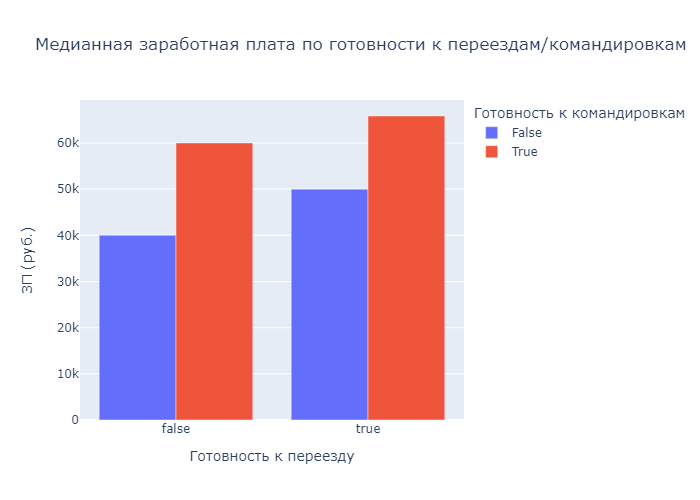 Медианная заработная плата по готовности к переездам/командировкам
Готовность к командировкам
False
True
ЗП (руб.)
60k
50k
40k
30k
20k
10k
0
false
true
Готовность к переезду